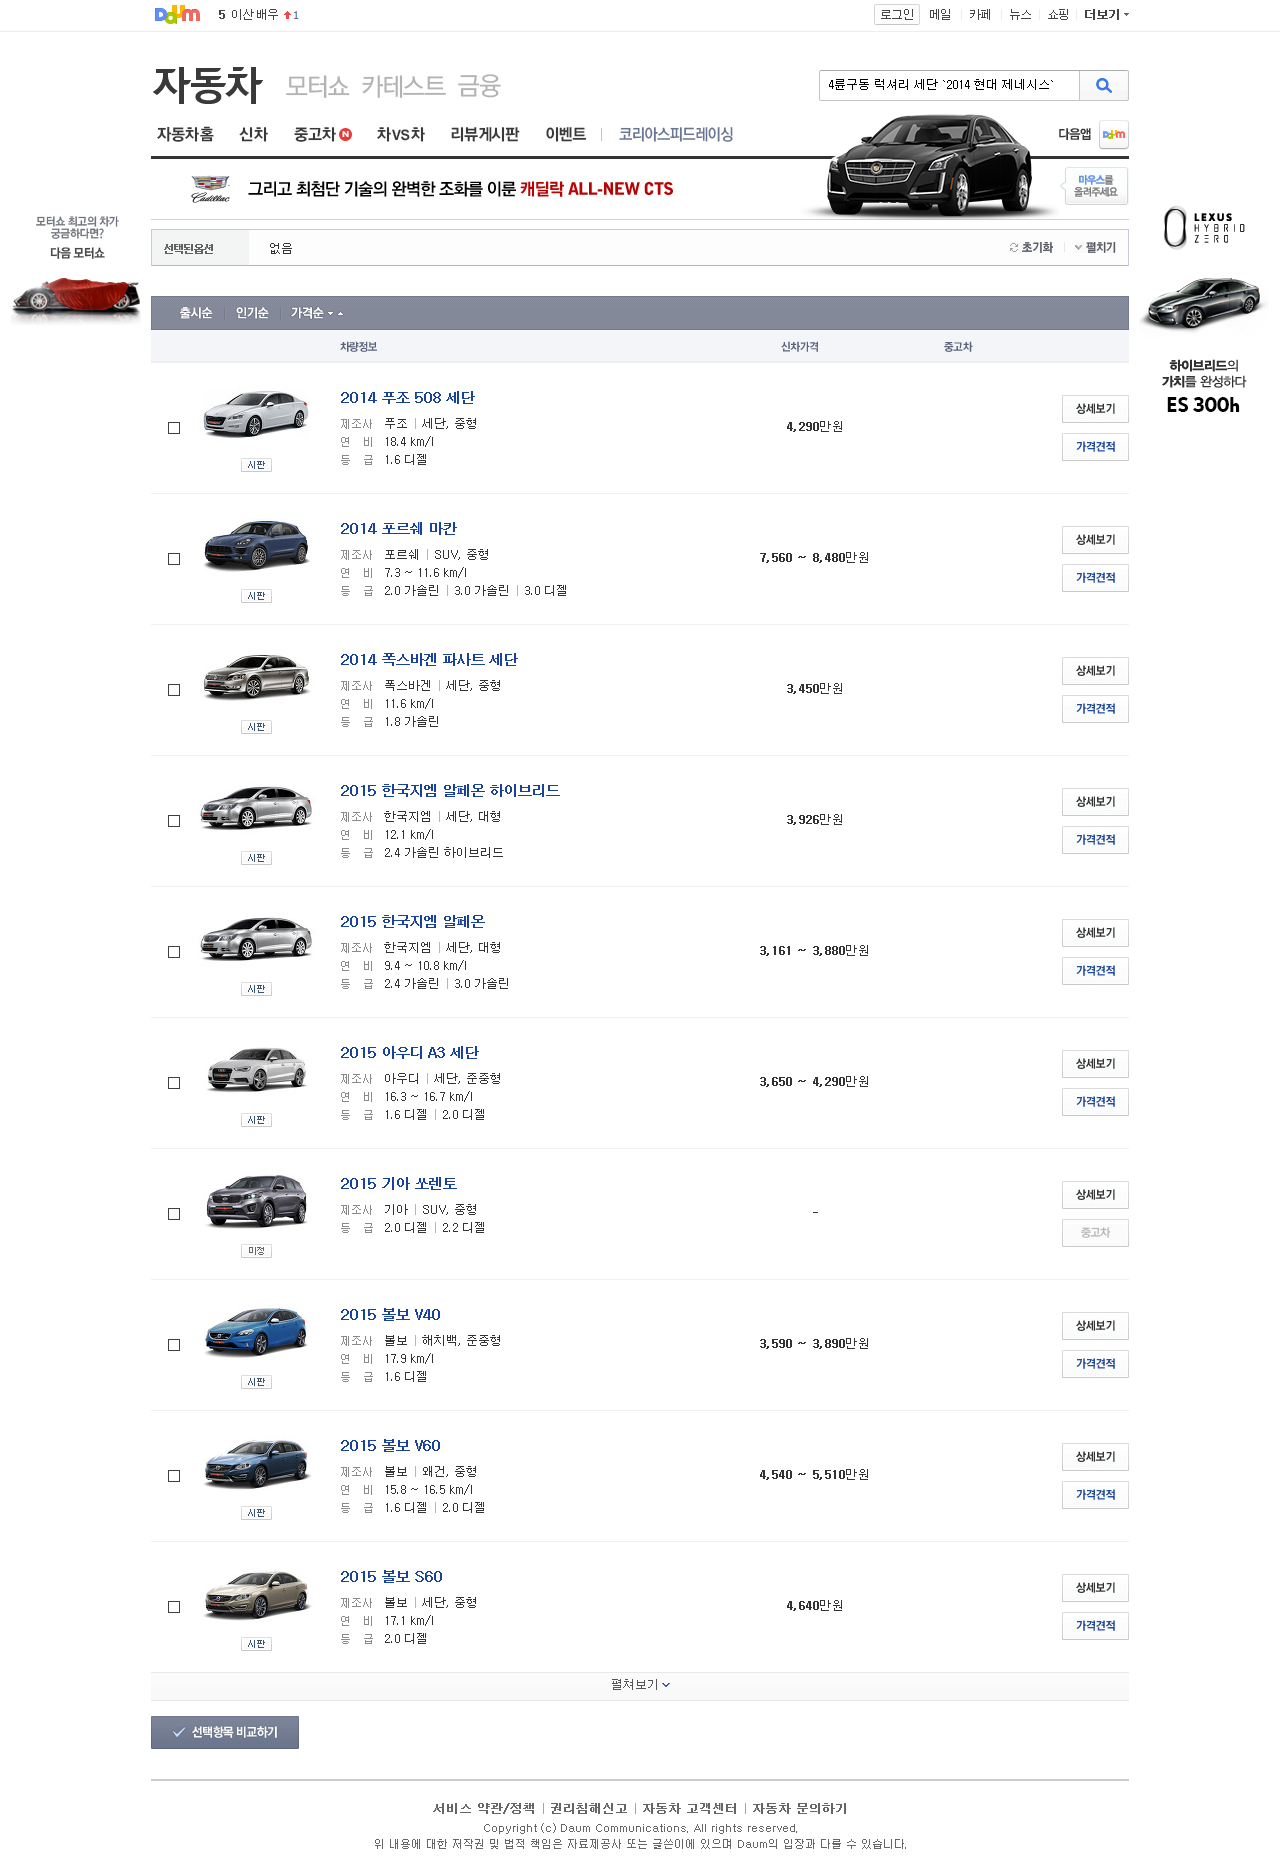 Daum 5 이산배우 1 로그인 메일 카페 뉴스 쇼핑 더보기
자동차 모터쇼 카테스트 금융 4륜구동 럭셔리 세단 `2014 현대 제네시스`
자동차홈 신차 중고차 N 차VS차 리뷰게시판 이벤트 코리아스피드레이싱 다음앱 Daum
Cadillac 그리고 최첨단 기술의 완벽한 조화를 이룬 캐딜락 ALL-NEW CTS 마우스를
올려주세요
모터쇼 최고의 차가
궁금하다면?
다음 모터쇼
LEXUS
HYBRID
ZERO
하이브리드의
가치를 완성하다
ES 300h
선택된옵션 없음 초기화 펼치기
출시순 인기순 가격순
차량정보 신차가격 중고차
2014 푸조 508 세단
제조사 푸조 세단, 중형
연 비 18.4 km/l
등 급 1.6 디젤
시판 4,290만원 상세보기
가격견적
2014 포르쉐 마칸
제조사 포르쉐 SUV, 중형
연 비 7.3 ~ 11.6 km/l
등 급 2.0 가솔린 3.0 가솔린 3.0 디젤
시판 7,560 ~ 8,480만원 상세보기
가격견적
2014 폭스바겐 파사트 세단
제조사 폭스바겐 세단, 중형
연 비 11.6 km/l
등 급 1.8 가솔린
시판 3,450만원 상세보기
가격견적
2015 한국지엠 알페온 하이브리드
제조사 한국지엠 세단, 대형
연 비 12.1 km/l
등 급 2.4 가솔린 하이브리드
시판 3,926만원 상세보기
가격견적
2015 한국지엠 알페온
제조사 한국지엠 세단, 대형
연 비 9.4 ~ 10.8 km/l
등 급 2.4 가솔린 3.0 가솔린
시판 3,161 ~ 3,880만원 상세보기
가격견적
2015 아우디 A3 세단
제조사 아우디 세단, 준중형
연 비 16.3 ~ 16.7 km/l
등 급 1.6 디젤 2.0 디젤
시판 3,650 ~ 4,290만원 상세보기
가격견적
2015 기아 쏘렌토
제조사 기아 SUV, 중형
등 급 2.0 디젤 2.2 디젤
미정 - 상세보기
중고차
2015 볼보 V40
제조사 볼보 해치백, 준중형
연 비 17.9 km/l
등 급 1.6 디젤
시판 3,590 ~ 3,890만원 상세보기
가격견적
2015 볼보 V60
제조사 볼보 왜건, 중형
연 비 15.8 ~ 16.5 km/l
등 급 1.6 디젤 2.0 디젤
시판 4,540 ~ 5,510만원 상세보기
가격견적
2015 볼보 S60
제조사 볼보 세단, 중형
연 비 17.1 km/l
등 급 2.0 디젤
시판 4,640만원 상세보기
가격견적
펼쳐보기
선택항목 비교하기
서비스 약관/정책 권리침해신고 자동차 고객센터 자동차 문의하기
Copyright (c) Daum Communications. All rights reserved.
위 내용에 대한 저작권 및 법적 책임은 자료제공사 또는 글쓴이에 있으며 Daum의 입장과 다를 수 있습니다.